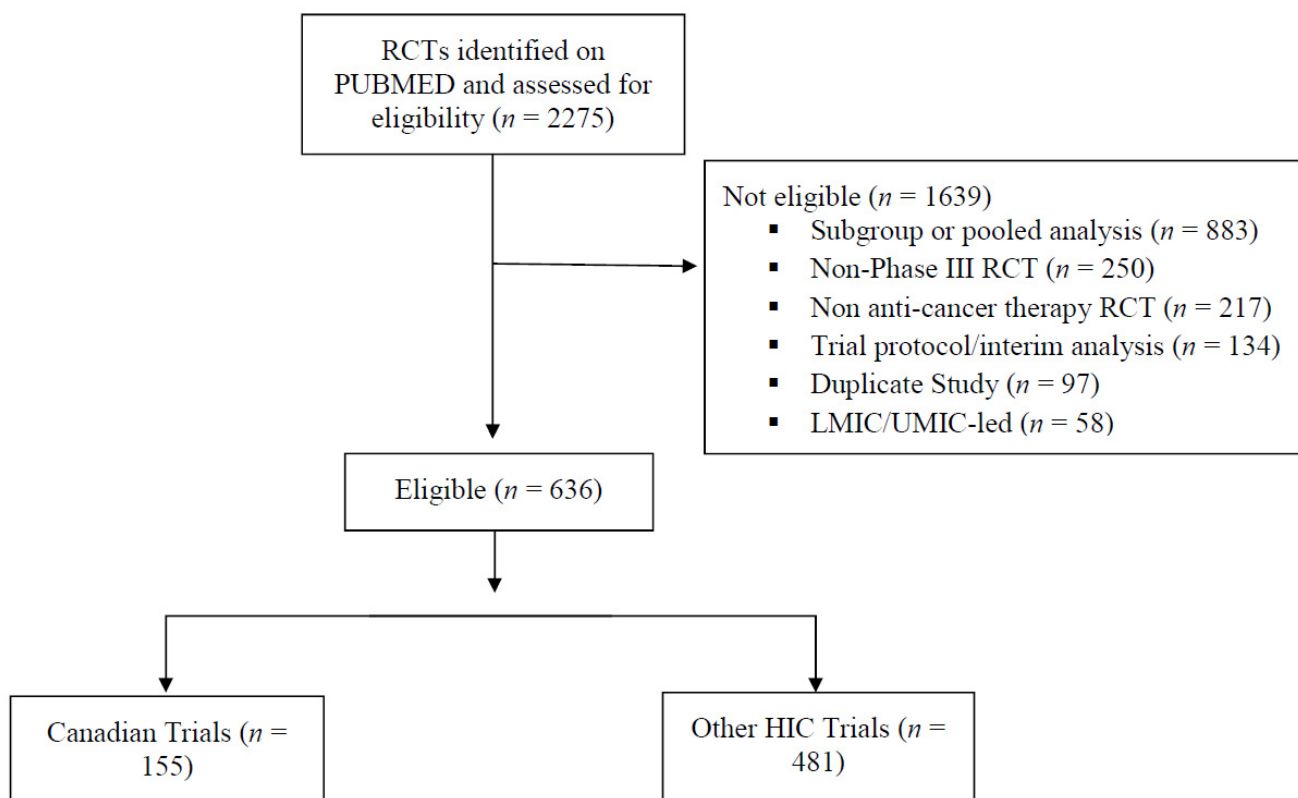 RCTs identified on
PUBMED and assessed for
eligibility (n = 2275)
Not eligible (n = 1639)
▪ Subgroup or pooled analysis (n = 883)
▪ Non-Phase III RCT (n = 250)
▪ Non anti-cancer therapy RCT (n = 217)
▪ Trial protocol/interim analysis (n = 134)
▪ Duplicate Study (n = 97)
▪ LMIC/UMIC-led (n = 58)
Eligible (n = 636)
Canadian Trials (n =
155)
Other HIC Trials (n =
481)